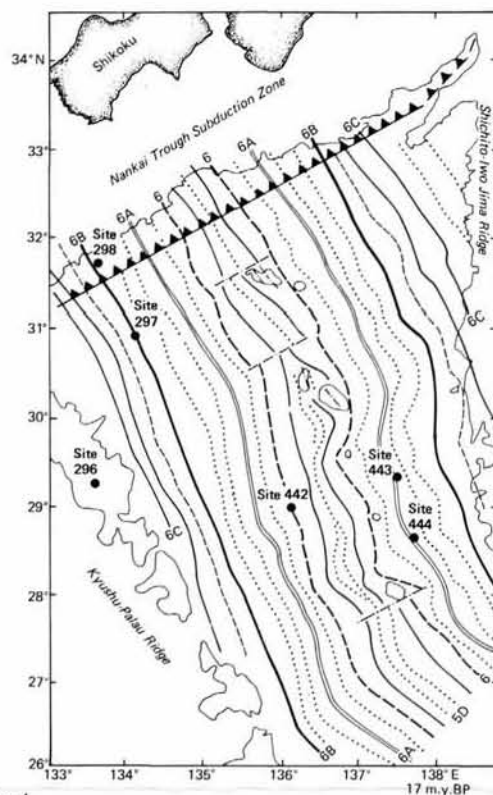 34°N
33°
32°
31°
30°
29°
28°
27°
26°
133°
134°
135°
136°
137°
138°E
17 m.y.BP
Shikoku
Nankai Trough Subduction Zone
Shichito-Iwo Jima Ridge
6B
6A
6
6
6A
6B
6C
Site
298
Site
297
6C
Site
296
Site 442
Site
443
Site
444
6C
Kyushu-Palau Ridge
6B
6A
5D
6